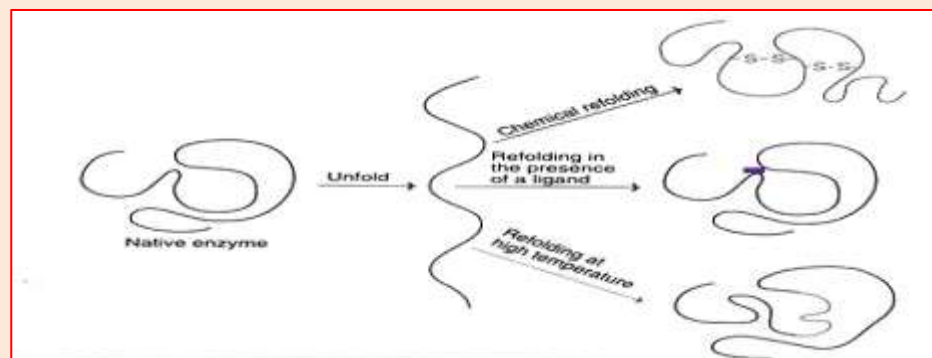 -S-S-
-S-S-
Chemical refolding
Unfold
Refolding in
the presence
of a ligand
Native enzyme
Refolding at
high temperature